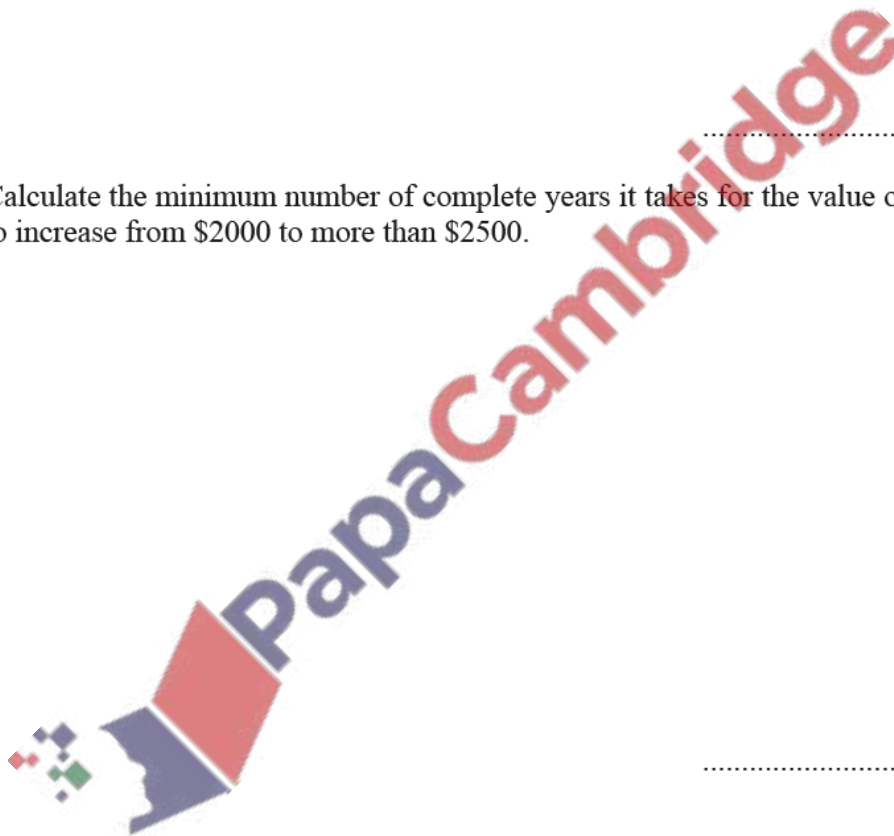 alculate the minimum number of complete years it takes for the value
o increase from $2000 to more than $2500.
PapaCambridge